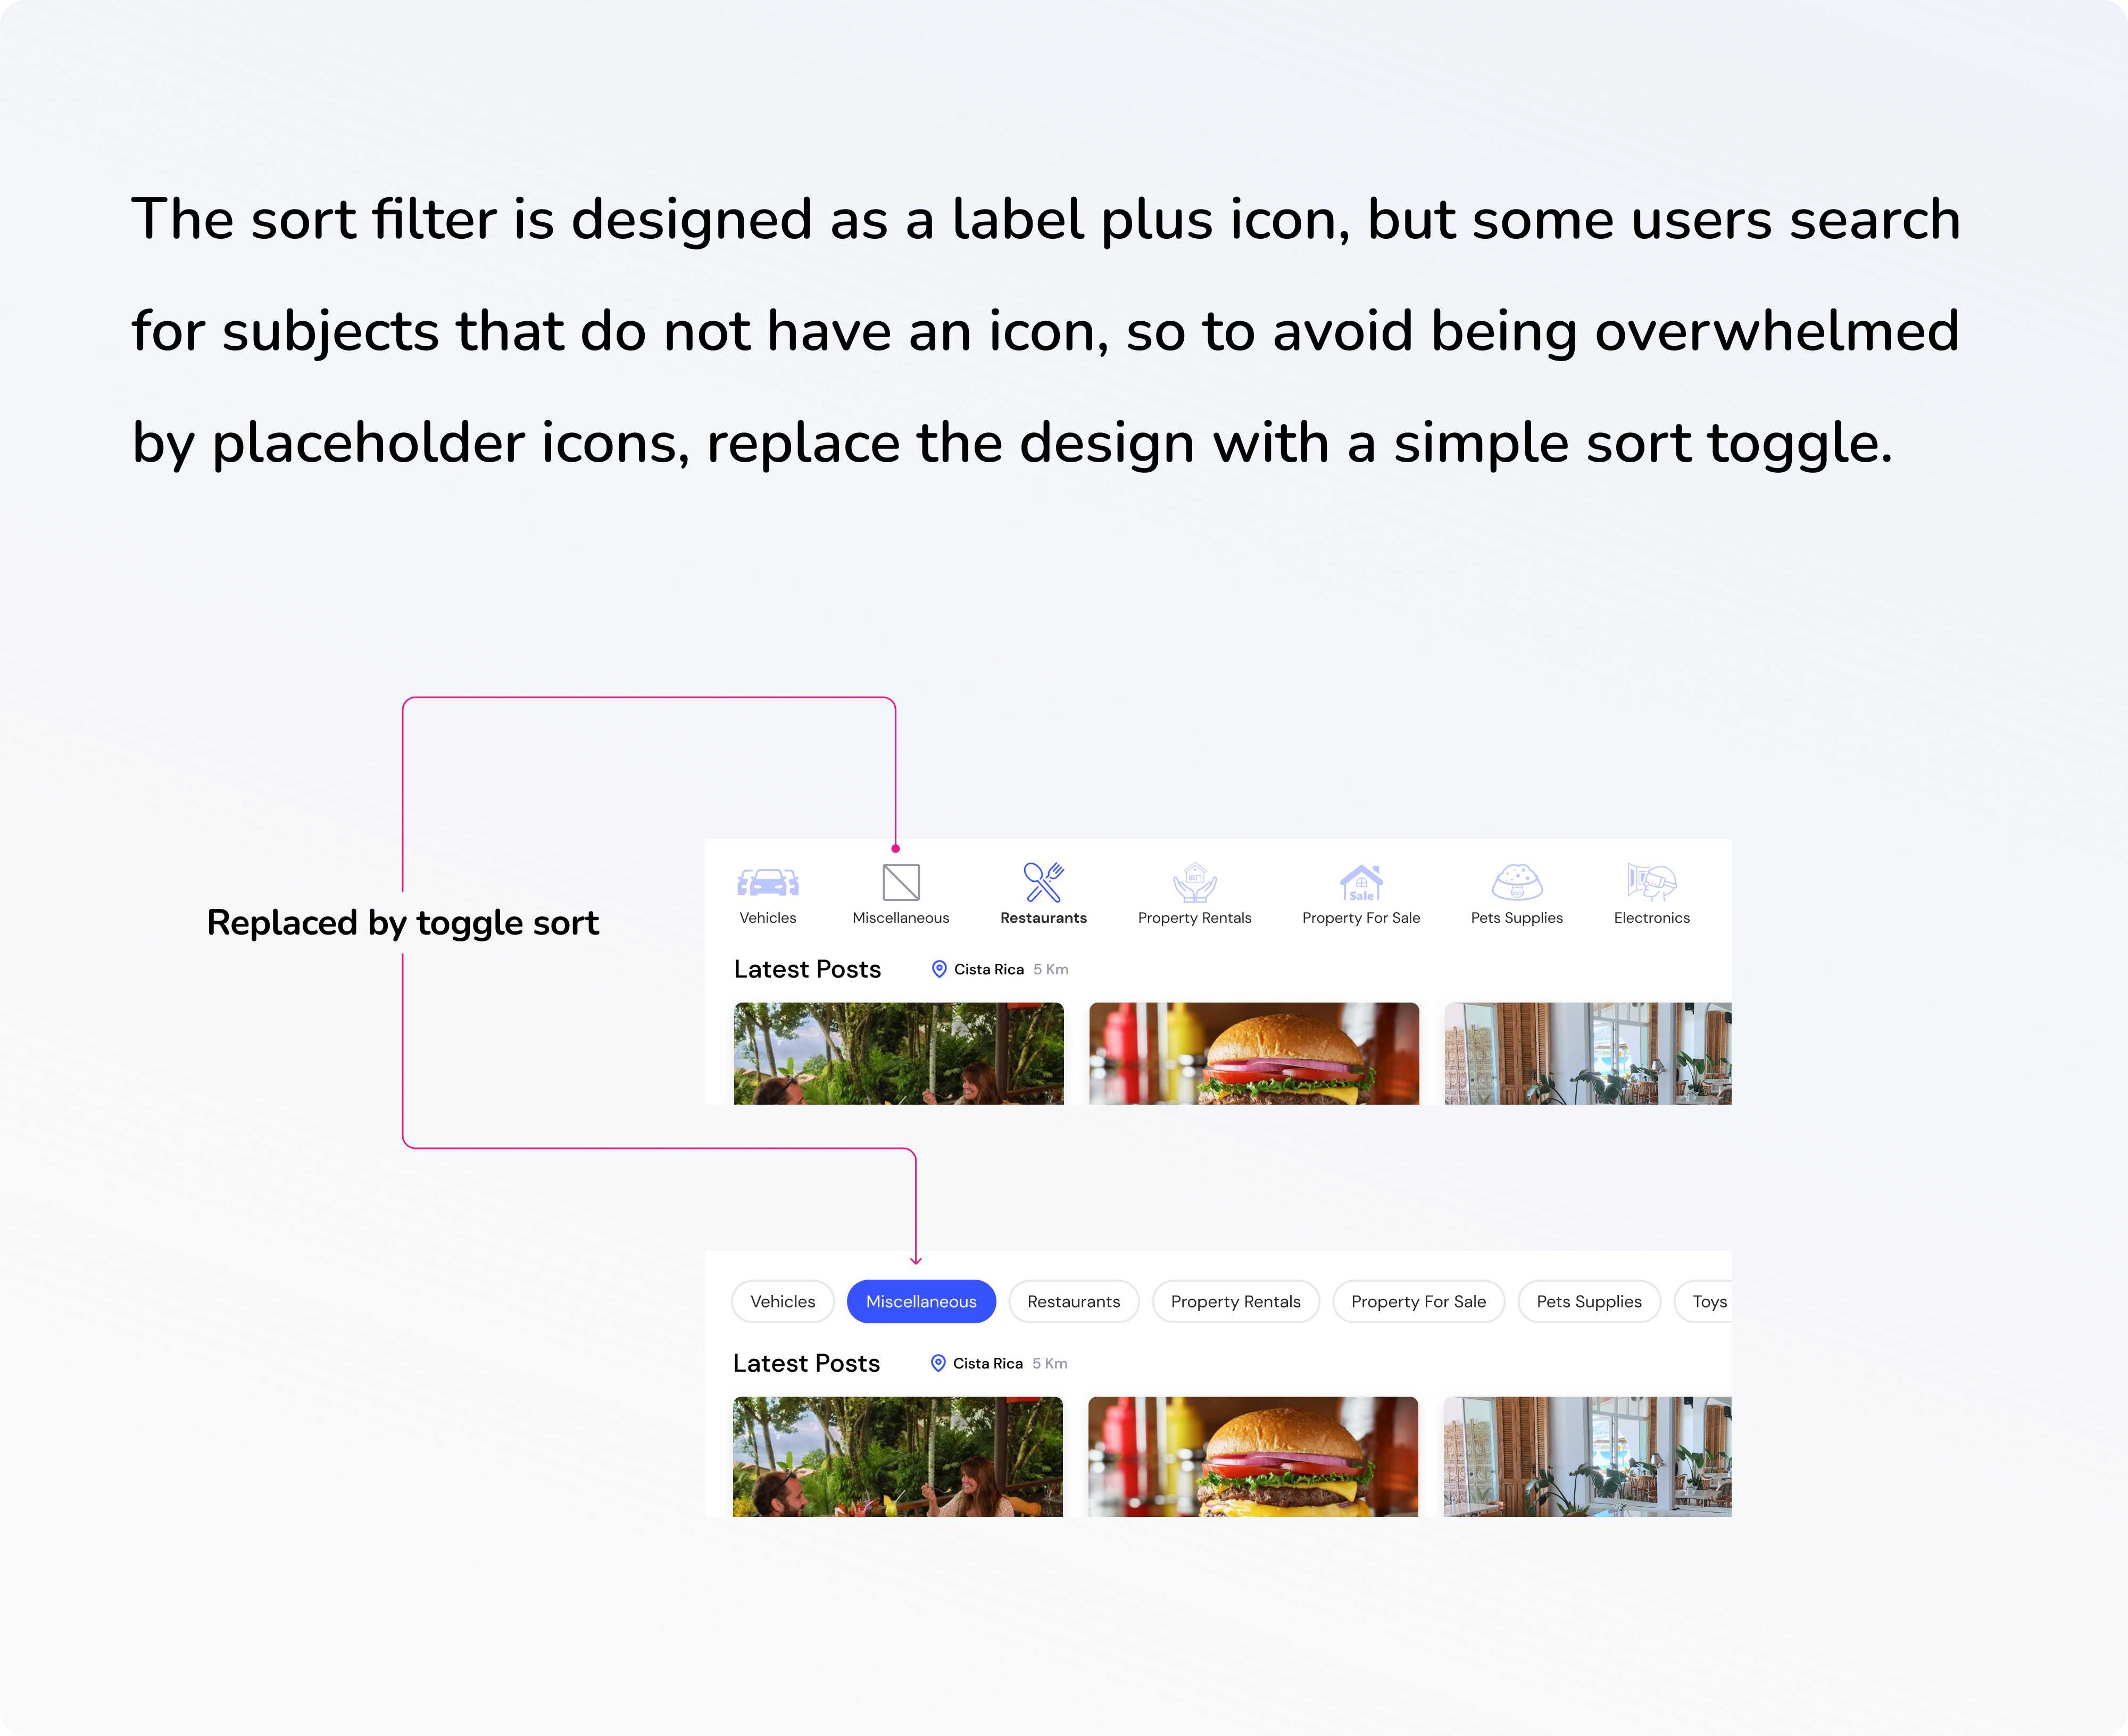 The sort filter is designed as a label plus icon, but some users search
for subjects that do not have an icon, so to avoid being overwhelmed
by placeholder icons, replace the design with a simple sort toggle.
Replaced by toggle sort
Sale
Vehicles Miscellaneous Restaurants Property Rentals Property For Sale Pets Supplies Electronics
Latest Posts Cista Rica 5 Km
Vehicles Miscellaneous Restaurants Property Rentals Property For Sale Pets Supplies Toys
Latest Posts Cista Rica 5 Km